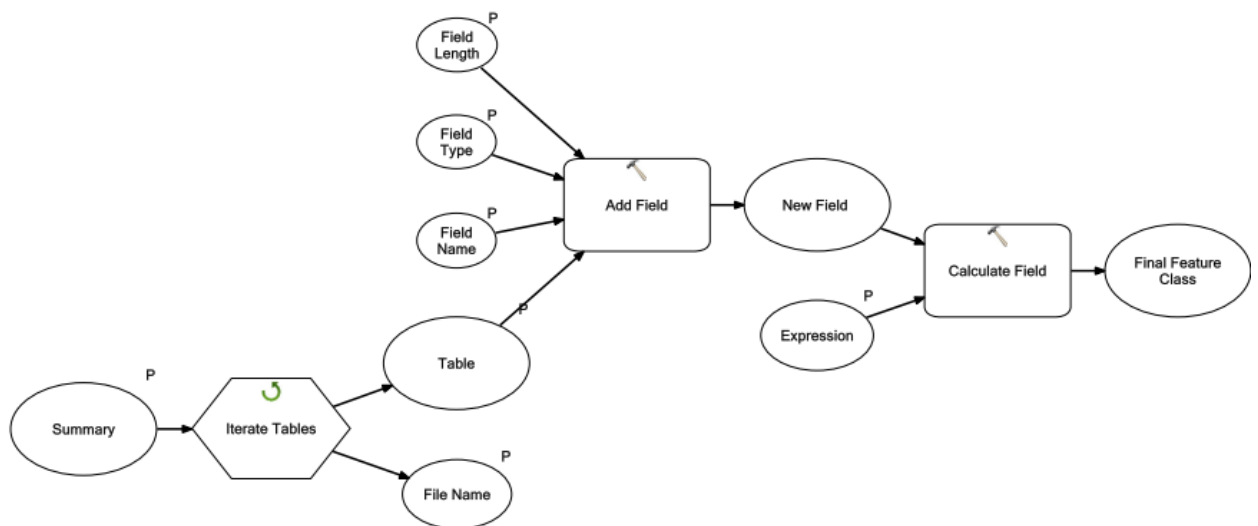 P
Field
Length
P
Field
Type
P
Field
Name
Add Field
New Field
Calculate Field
Final Feature
Class
P
Expression
P
Table
P
Summary
Iterate Tables
P
File Name